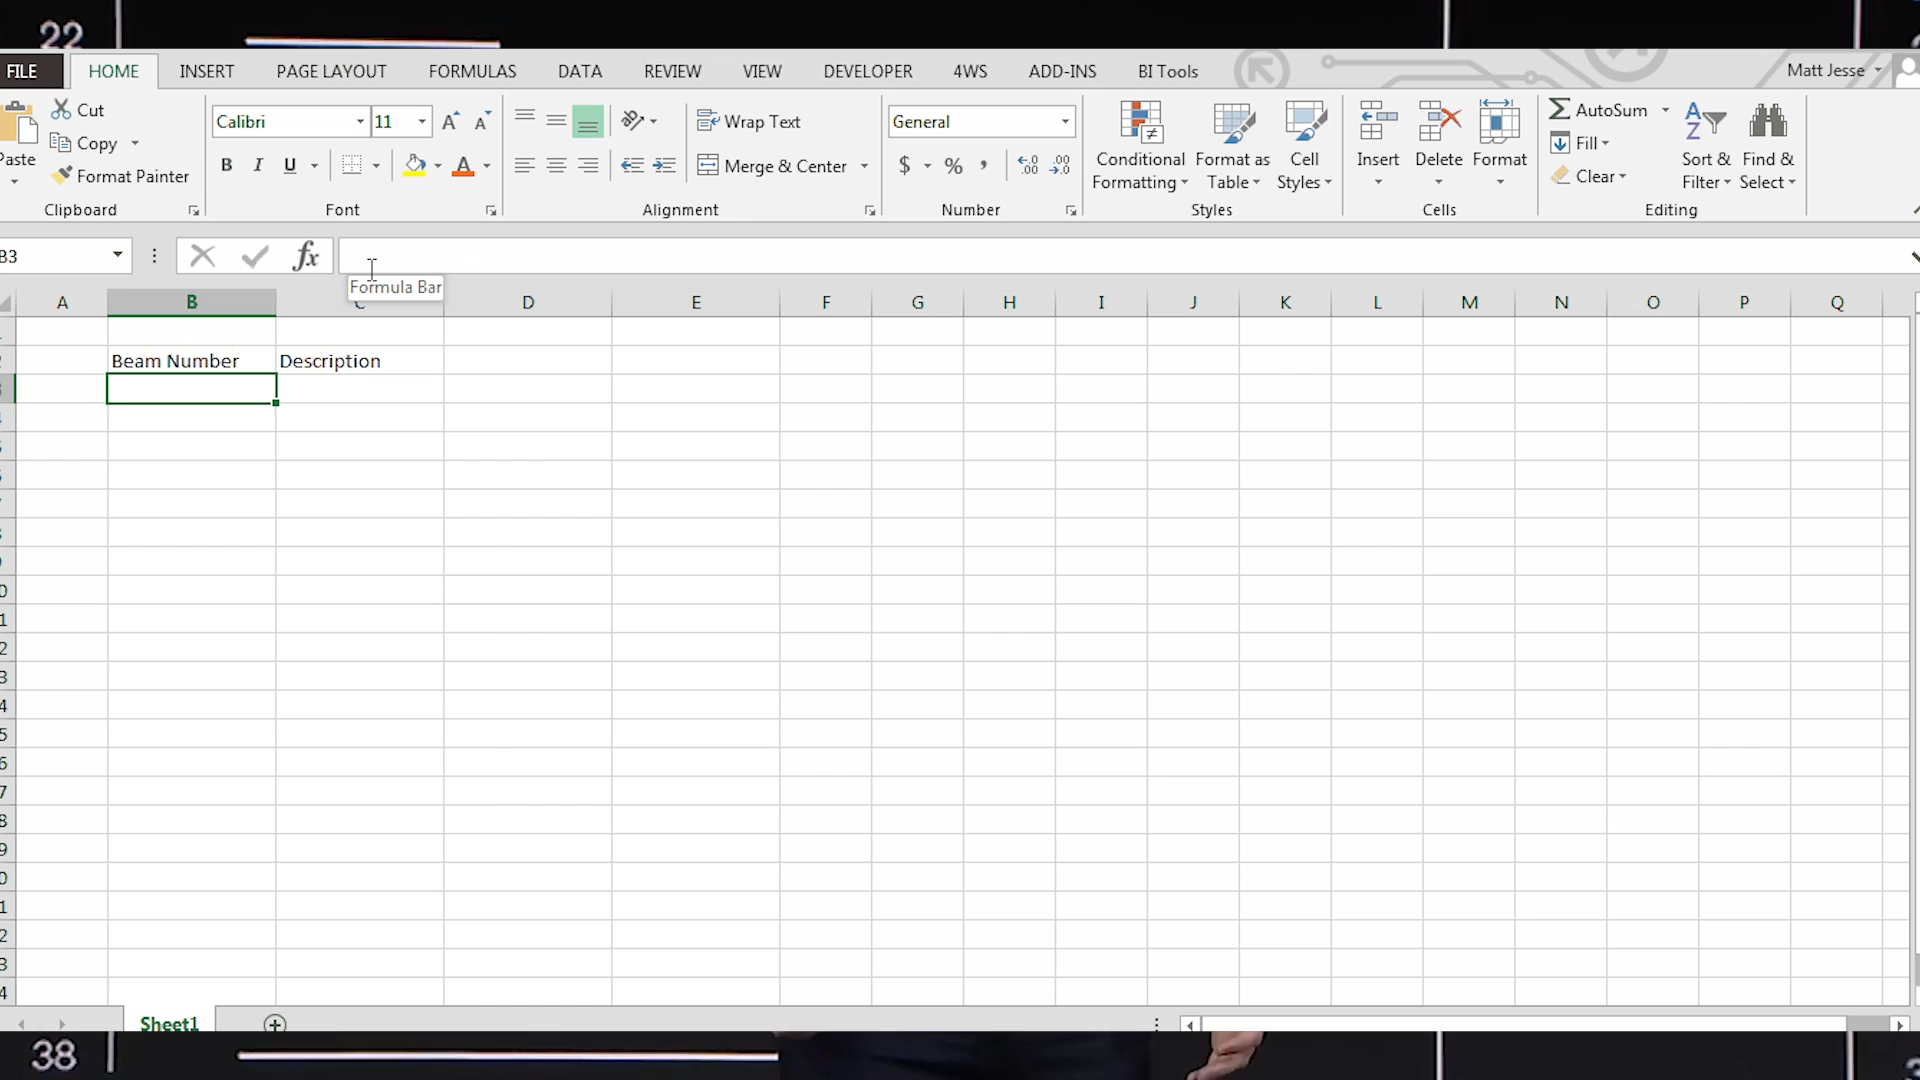 22
FILE HOME INSERT PAGE LAYOUT FORMULAS DATA REVIEW VIEW DEVELOPER 4WS ADD-INS BI Tools Matt Jesse
Cut
Copy
Format Painter
Paste
Clipboard
Calibri 11
B I U A
Font
Wrap Text
Merge & Center
Alignment
General
$ % ,
Number
Conditional Formatting
Format as Table
Cell Styles
Styles
Insert Delete Format
Cells
AutoSum
Fill
Clear
Sort & Filter
Find & Select
Editing
B3 fx
Formula Bar
A B C D E F G H I J K L M N O P Q
Beam Number Description
Sheet1
38